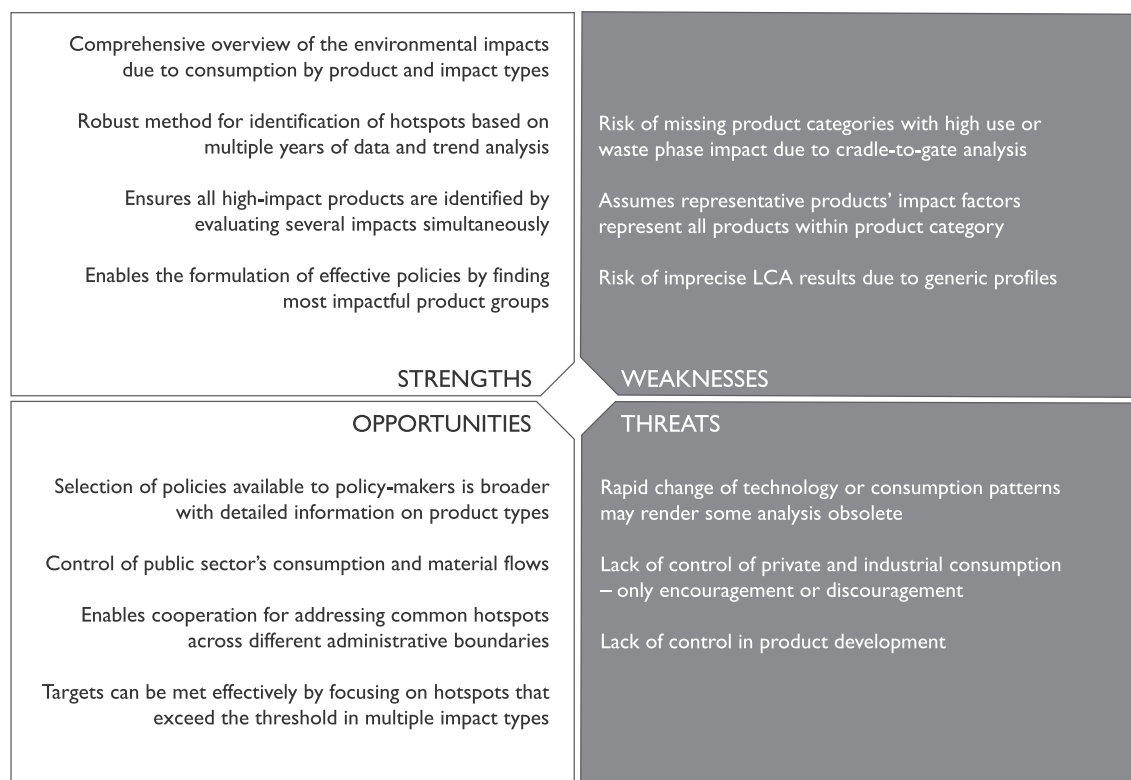 Comprehensive overview of the environmental impacts
due to consumption by product and impact types
Robust method for identification of hotspots based on
multiple years of data and trend analysis
Ensures all high-impact products are identified by
evaluating several impacts simultaneously
Enables the formulation of effective policies by finding
most impactful product groups
STRENGTHS
Risk of missing product categories with high use or
waste phase impact due to cradle-to-gate analysis
Assumes representative products’ impact factors
represent all products within product category
Risk of imprecise LCA results due to generic profiles
WEAKNESSES
OPPORTUNITIES
Selection of policies available to policy-makers is broader
with detailed information on product types
Control of public sector’s consumption and material flows
Enables cooperation for addressing common hotspots
across different administrative boundaries
Targets can be met effectively by focusing on hotspots that
exceed the threshold in multiple impact types
THREATS
Rapid change of technology or consumption patterns
may render some analysis obsolete
Lack of control of private and industrial consumption
– only encouragement or discouragement
Lack of control in product development